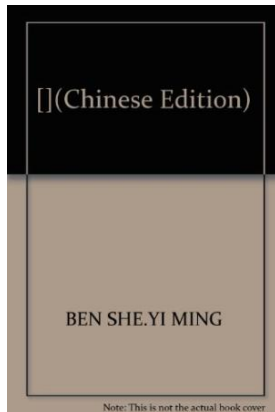 [](Chinese Edition)
BEN SHE.YI MING
Note: This is not the actual book cover